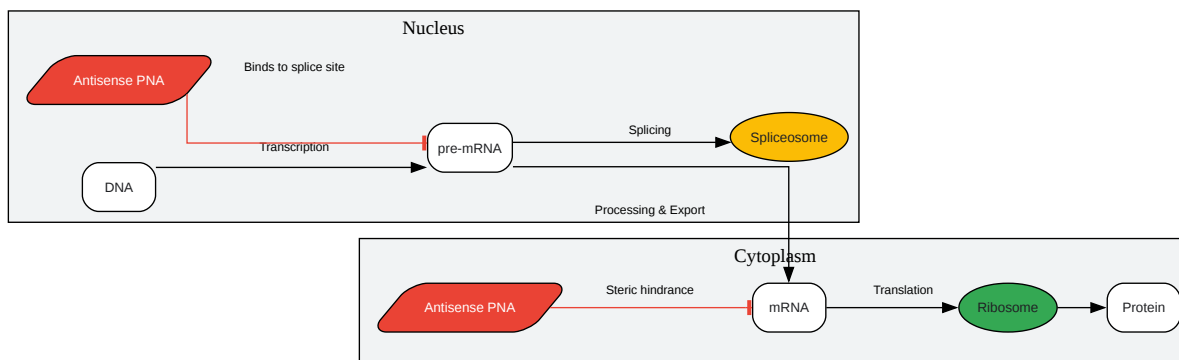 Nucleus
Antisense PNA
Binds to splice site
Splicing
Spliceosome
Transcription
pre-mRNA
DNA
Processing & Export
Cytoplasm
Antisense PNA
Steric hindrance
mRNA
Translation
Ribosome
Protein